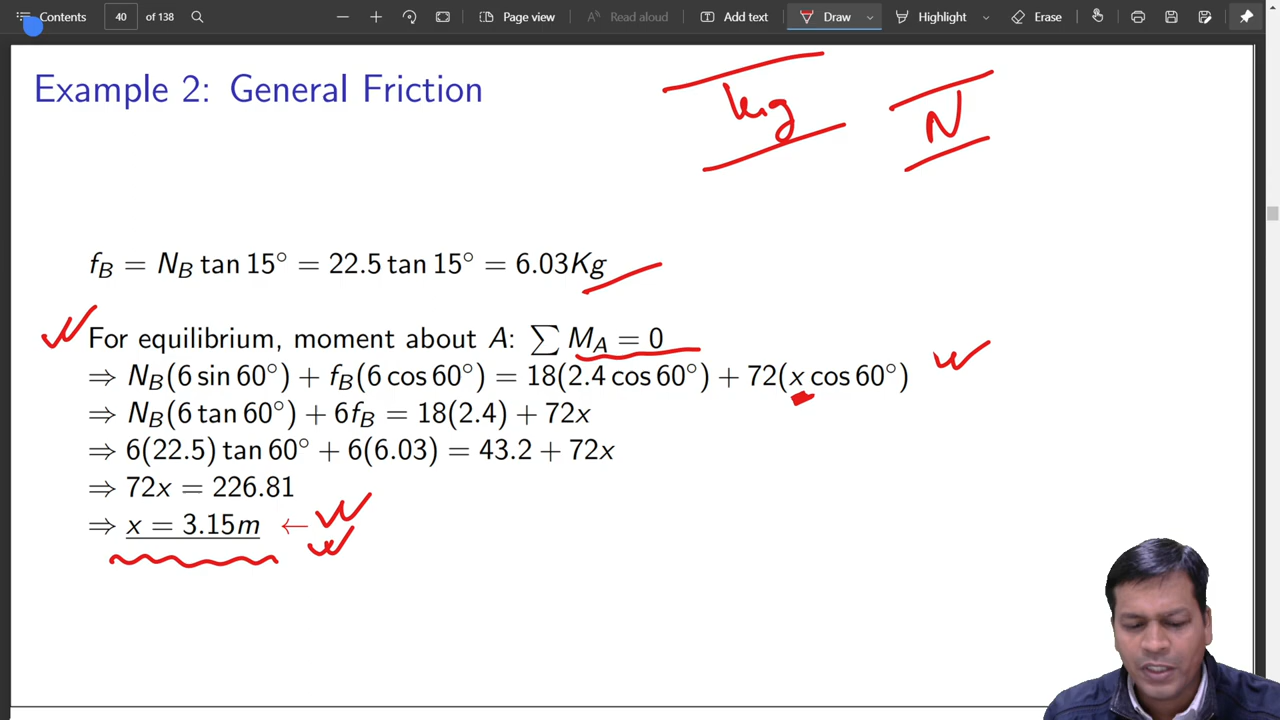 Contents 40 of 138 Page view Read aloud Add text Draw Highlight Erase
Example 2: General Friction
Kg N
f_B = N_B tan 15° = 22.5 tan 15° = 6.03Kg
For equilibrium, moment about A: ∑ M_A = 0
⇒ N_B(6 sin 60°) + f_B(6 cos 60°) = 18(2.4 cos 60°) + 72(x cos 60°)
⇒ N_B(6 tan 60°) + 6f_B = 18(2.4) + 72x
⇒ 6(22.5) tan 60° + 6(6.03) = 43.2 + 72x
⇒ 72x = 226.81
⇒ x = 3.15m ←